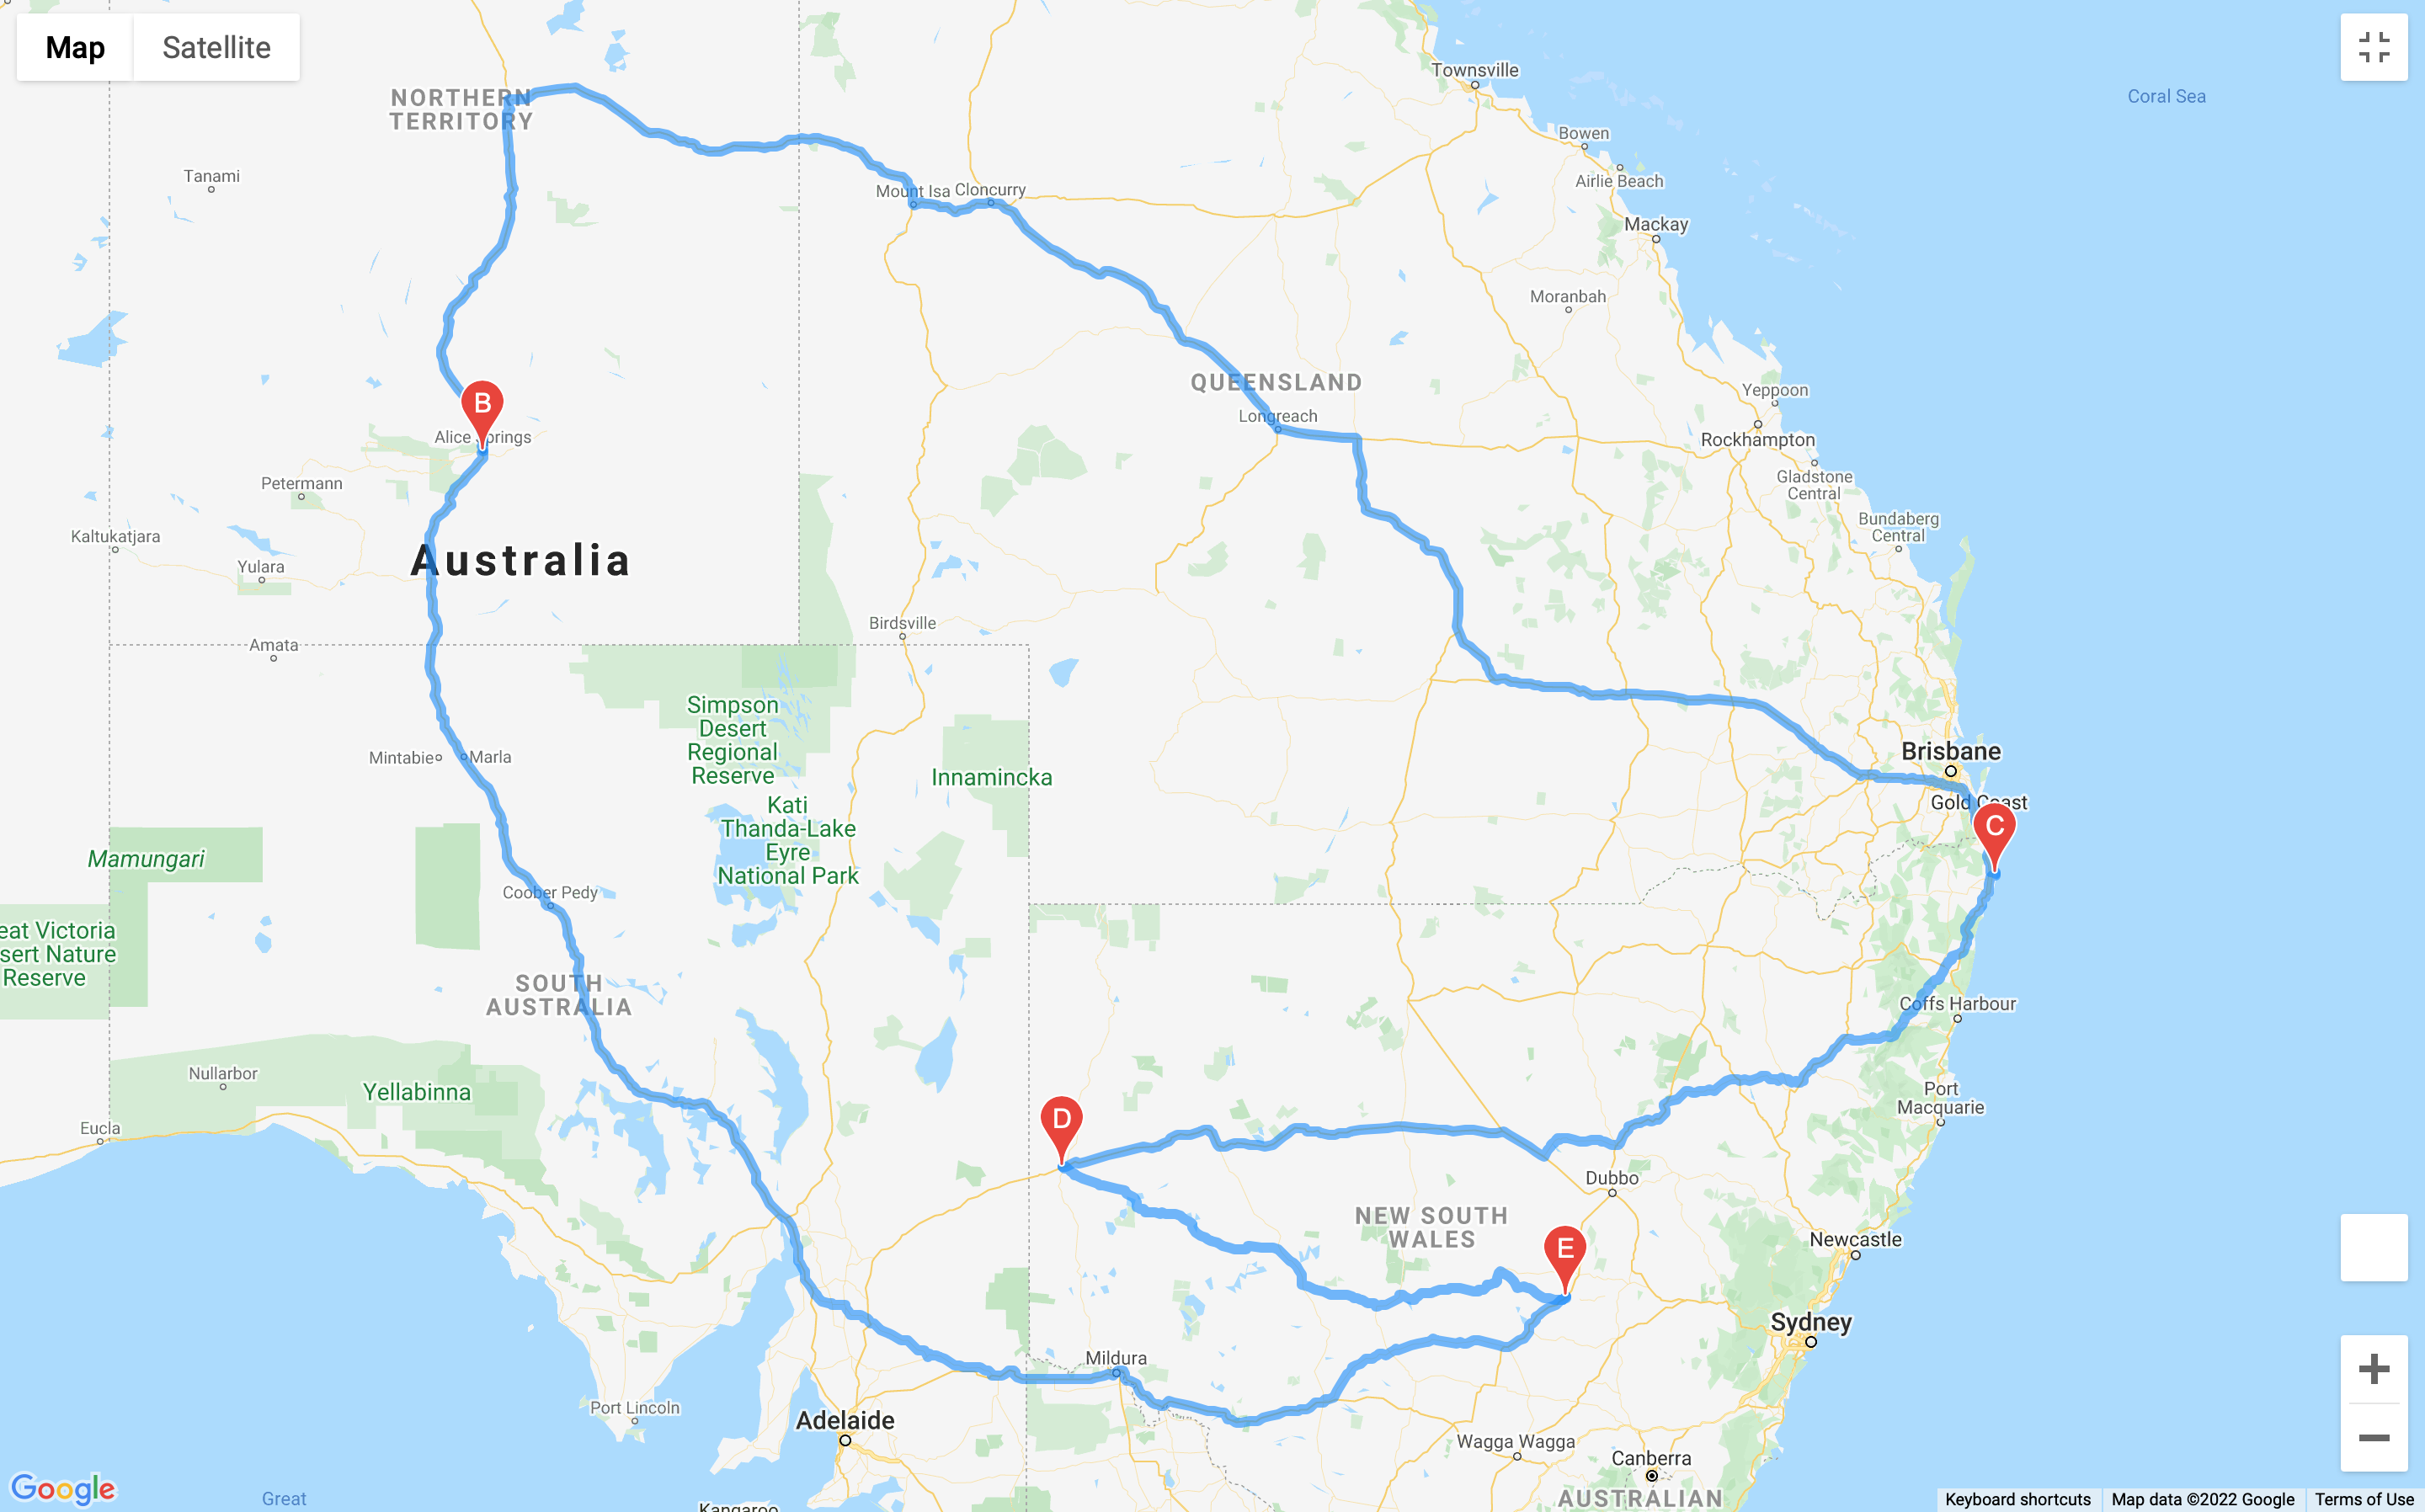 Map
Satellite
Townsville
Coral Sea
NORTHERN
TERRITORY
Bowen
Tanami
Airlie Beach
Mount Isa
Cloncurry
Mackay
Moranbah
QUEENSLAND
Yeppoon
B
Longreach
Alice Springs
Rockhampton
Petermann
Gladstone
Central
Bundaberg
Central
Kaltukatjara
Australia
Yulara
Birdsville
Amata
Simpson
Desert
Regional
Reserve
Brisbane
Mintabie
Marla
Innamincka
Gold Coast
Kati
Thanda-Lake
Eyre
National Park
C
Mamungari
Coober Pedy
eat Victoria
sert Nature
Reserve
SOUTH
AUSTRALIA
Coffs Harbour
Nullarbor
Yellabinna
Port
Macquarie
D
Eucla
Dubbo
NEW SOUTH
WALES
E
Newcastle
Sydney
Mildura
Port Lincoln
Adelaide
Wagga Wagga
Canberra
AUSTRALIAN
Google
Great
Kangaroo
Keyboard shortcuts
Map data ©2022 Google
Terms of Use